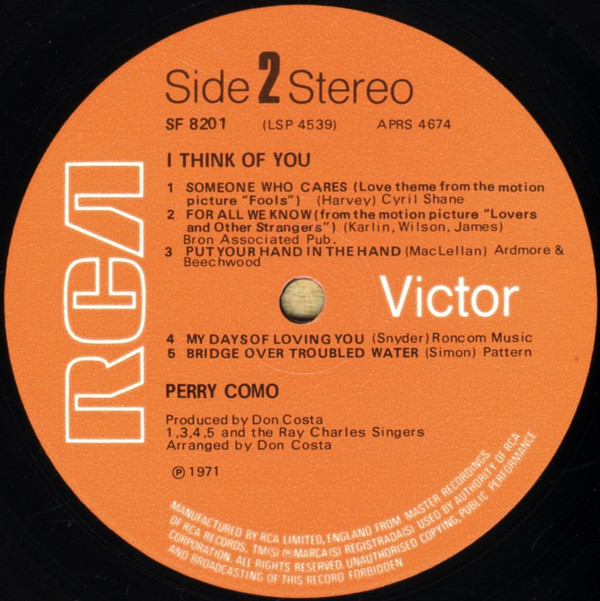 Side 2 Stereo
SF 8201 (LSP 4539) APRS 4674
I THINK OF YOU
1 SOMEONE WHO CARES (Love theme from the motion
picture "Fools") (Harvey) Cyril Shane
2 FOR ALL WE KNOW (from the motion picture "Lovers
and Other Strangers") (Karlin, Wilson, James)
Bron Associated Pub.
3 PUT YOUR HAND IN THE HAND (MacLellan) Ardmore &
Beechwood
RCA
Victor
4 MY DAYS OF LOVING YOU (Snyder) Roncom Music
5 BRIDGE OVER TROUBLED WATER (Simon) Pattern
PERRY COMO
Produced by Don Costa
1,3,4,5 and the Ray Charles Singers
Arranged by Don Costa
℗ 1971
MANUFACTURED BY RCA LIMITED, ENGLAND FROM MASTER RECORDINGS
OF RCA RECORDS, TM(S) ® MARCA(S) REGISTRADA(S) USED BY AUTHORITY OF RCA
CORPORATION. ALL RIGHTS RESERVED. UNAUTHORISED COPYING, PUBLIC PERFORMANCE
AND BROADCASTING OF THIS RECORD FORBIDDEN